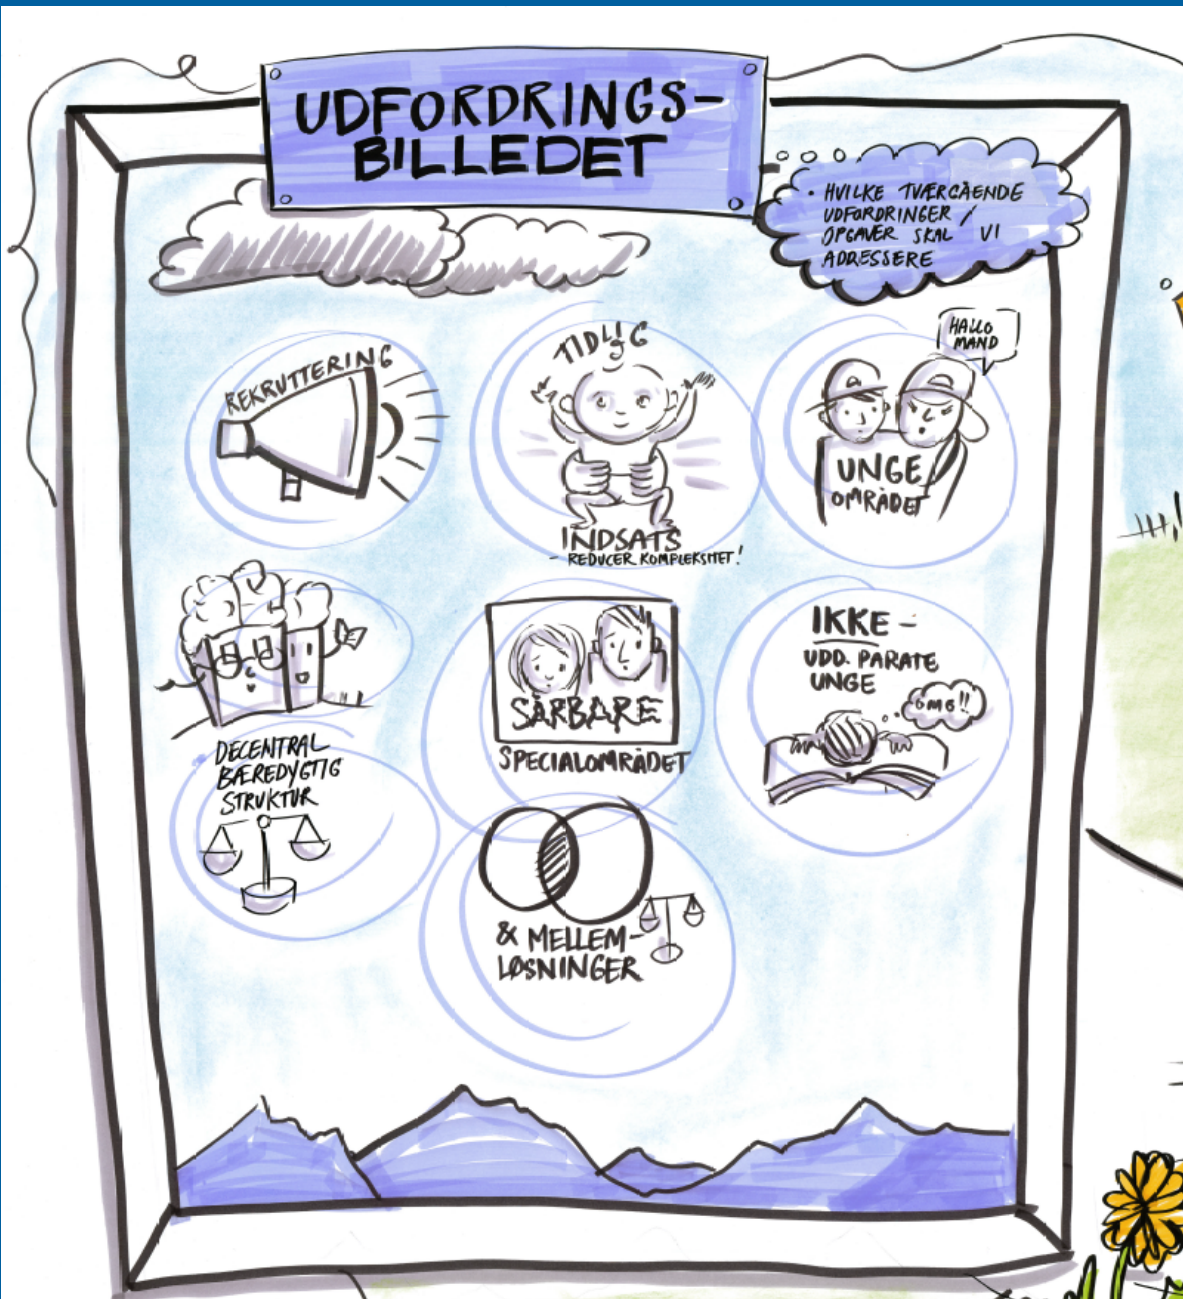 UDFORDRINGS-
BILLEDET
• HVILKE TVÆRGÅENDE
UDFORDRINGER /
OPGAVER SKAL VI
ADRESSERE
REKRUTTERING
TIDLIG
INDSATS
- REDUCER KOMPLEKSITET!
HALLO
MAND
UNGE
OMRÅDET
DECENTRAL
BÆREDYGTIG
STRUKTUR
SÅRBARE
SPECIALOMRÅDET
IKKE -
UDD. PARATE
UNGE
OMG!!
& MELLEM-
LØSNINGER